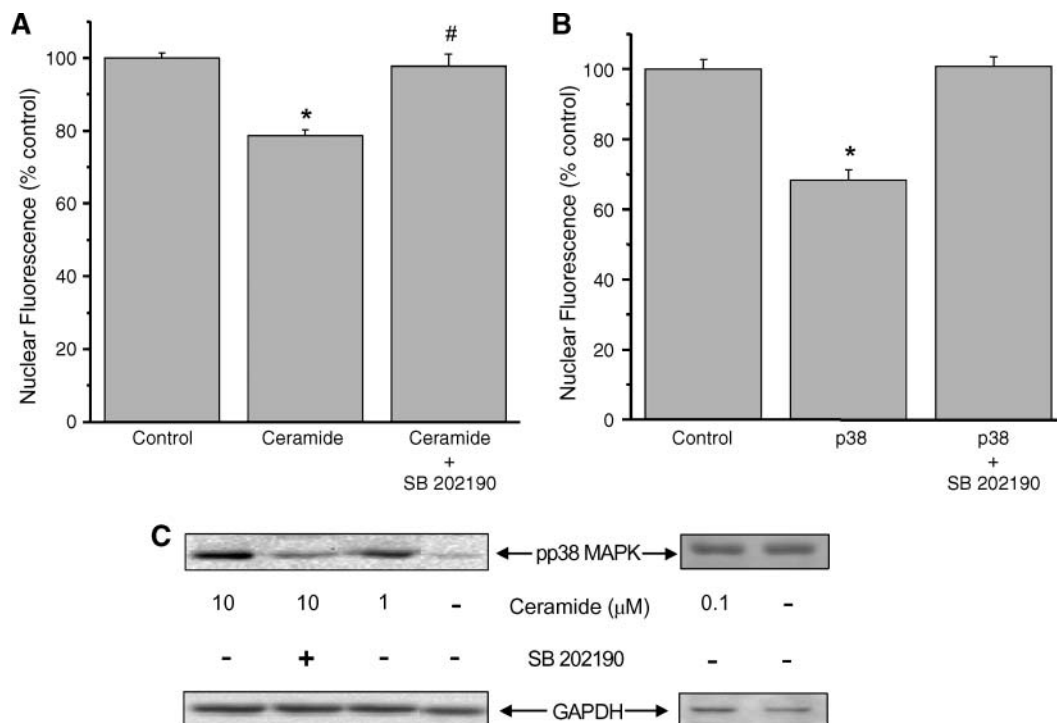 A
Nuclear Fluorescence (% control)
100
80
60
40
20
0
*
#
Control
Ceramide
Ceramide
+
SB 202190
B
Nuclear Fluorescence (% control)
100
80
60
40
20
0
*
Control
p38
p38
+
SB 202190
C
pp38 MAPK
10 10 1 - Ceramide (μM) 0.1 -
- + - - SB 202190 - -
GAPDH